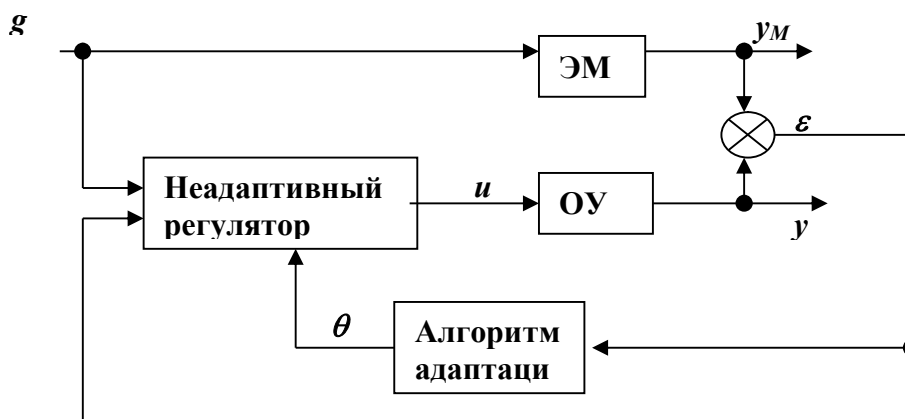 g
y_M
ЭМ
ε
Неадаптивный
регулятор
u
ОУ
y
θ
Алгоритм
адаптаци